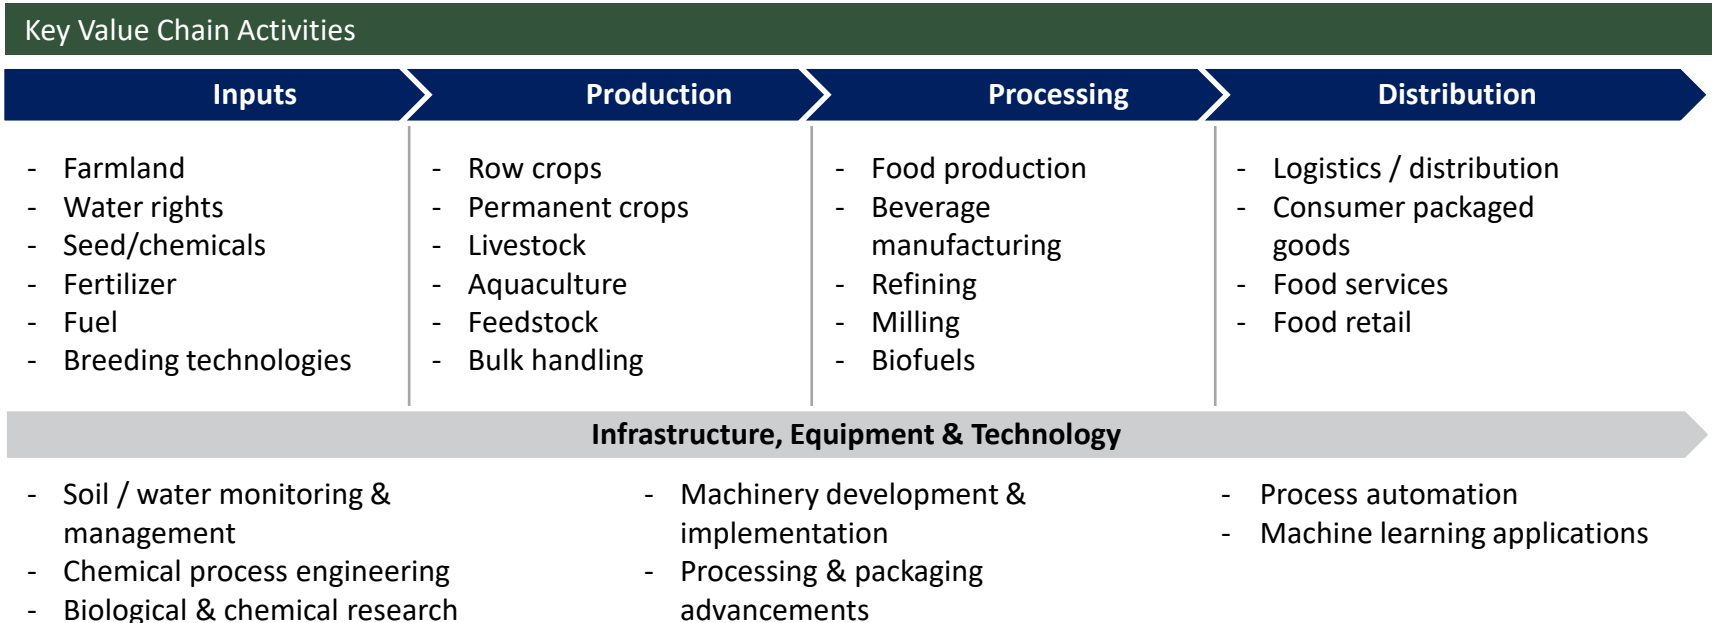 Key Value Chain Activities
Inputs
Production
Processing
Distribution
- Farmland
- Water rights
- Seed/chemicals
- Fertilizer
- Fuel
- Breeding technologies
- Row crops
- Permanent crops
- Livestock
- Aquaculture
- Feedstock
- Bulk handling
- Food production
- Beverage
manufacturing
- Refining
- Milling
- Biofuels
- Logistics / distribution
- Consumer packaged
goods
- Food services
- Food retail
Infrastructure, Equipment & Technology
- Soil / water monitoring &
management
- Chemical process engineering
- Biological & chemical research
- Machinery development &
implementation
- Processing & packaging
advancements
- Process automation
- Machine learning applications